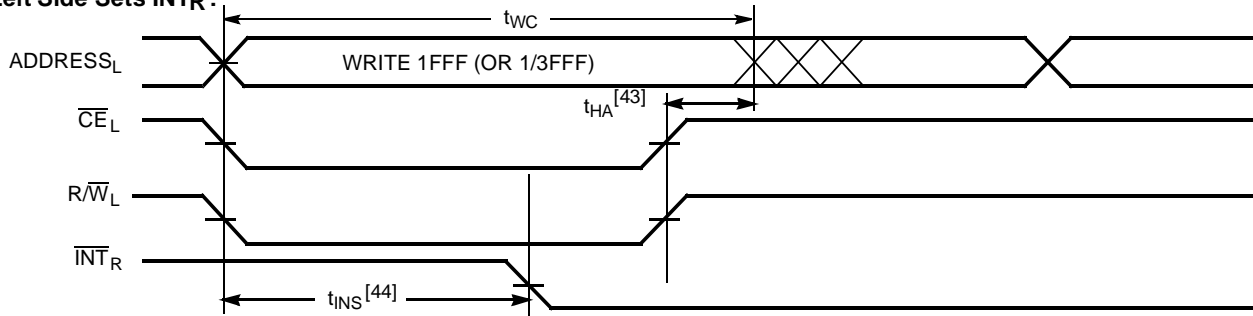 Left Side Sets INTR:
tWC
ADDRESSL
WRITE 1FFF (OR 1/3FFF)
tHA[43]
CEL
R/WL
INTR
tINS[44]